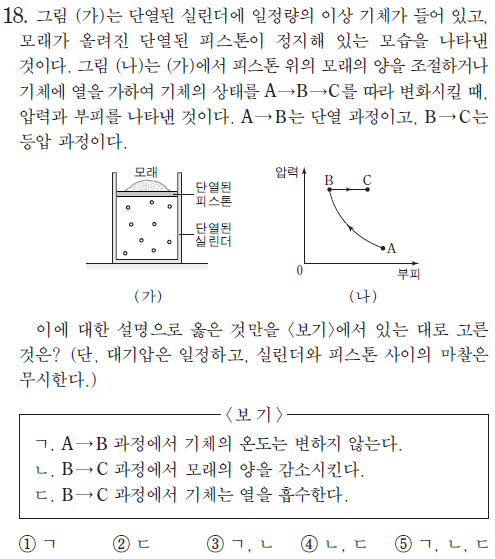 18. 그림 (가)는 단열된 실린더에 일정량의 이상 기체가 들어 있고,
모래가 올려진 단열된 피스톤이 정지해 있는 모습을 나타낸
것이다. 그림 (나)는 (가)에서 피스톤 위의 모래의 양을 조절하거나
기체에 열을 가하여 기체의 상태를 A→B→C를 따라 변화시킬 때,
압력과 부피를 나타낸 것이다. A→B는 단열 과정이고, B→C는
등압 과정이다.
모래
단열된
피스톤
단열된
실린더
(가)
압력
B
C
A
0
부피
(나)
이에 대한 설명으로 옳은 것만을 〈보기〉에서 있는 대로 고른
것은? (단, 대기압은 일정하고, 실린더와 피스톤 사이의 마찰은
무시한다.)
〈보 기〉
ㄱ. A→B 과정에서 기체의 온도는 변하지 않는다.
ㄴ. B→C 과정에서 모래의 양을 감소시킨다.
ㄷ. B→C 과정에서 기체는 열을 흡수한다.
① ㄱ ② ㄷ ③ ㄱ, ㄴ ④ ㄴ, ㄷ ⑤ ㄱ, ㄴ, ㄷ